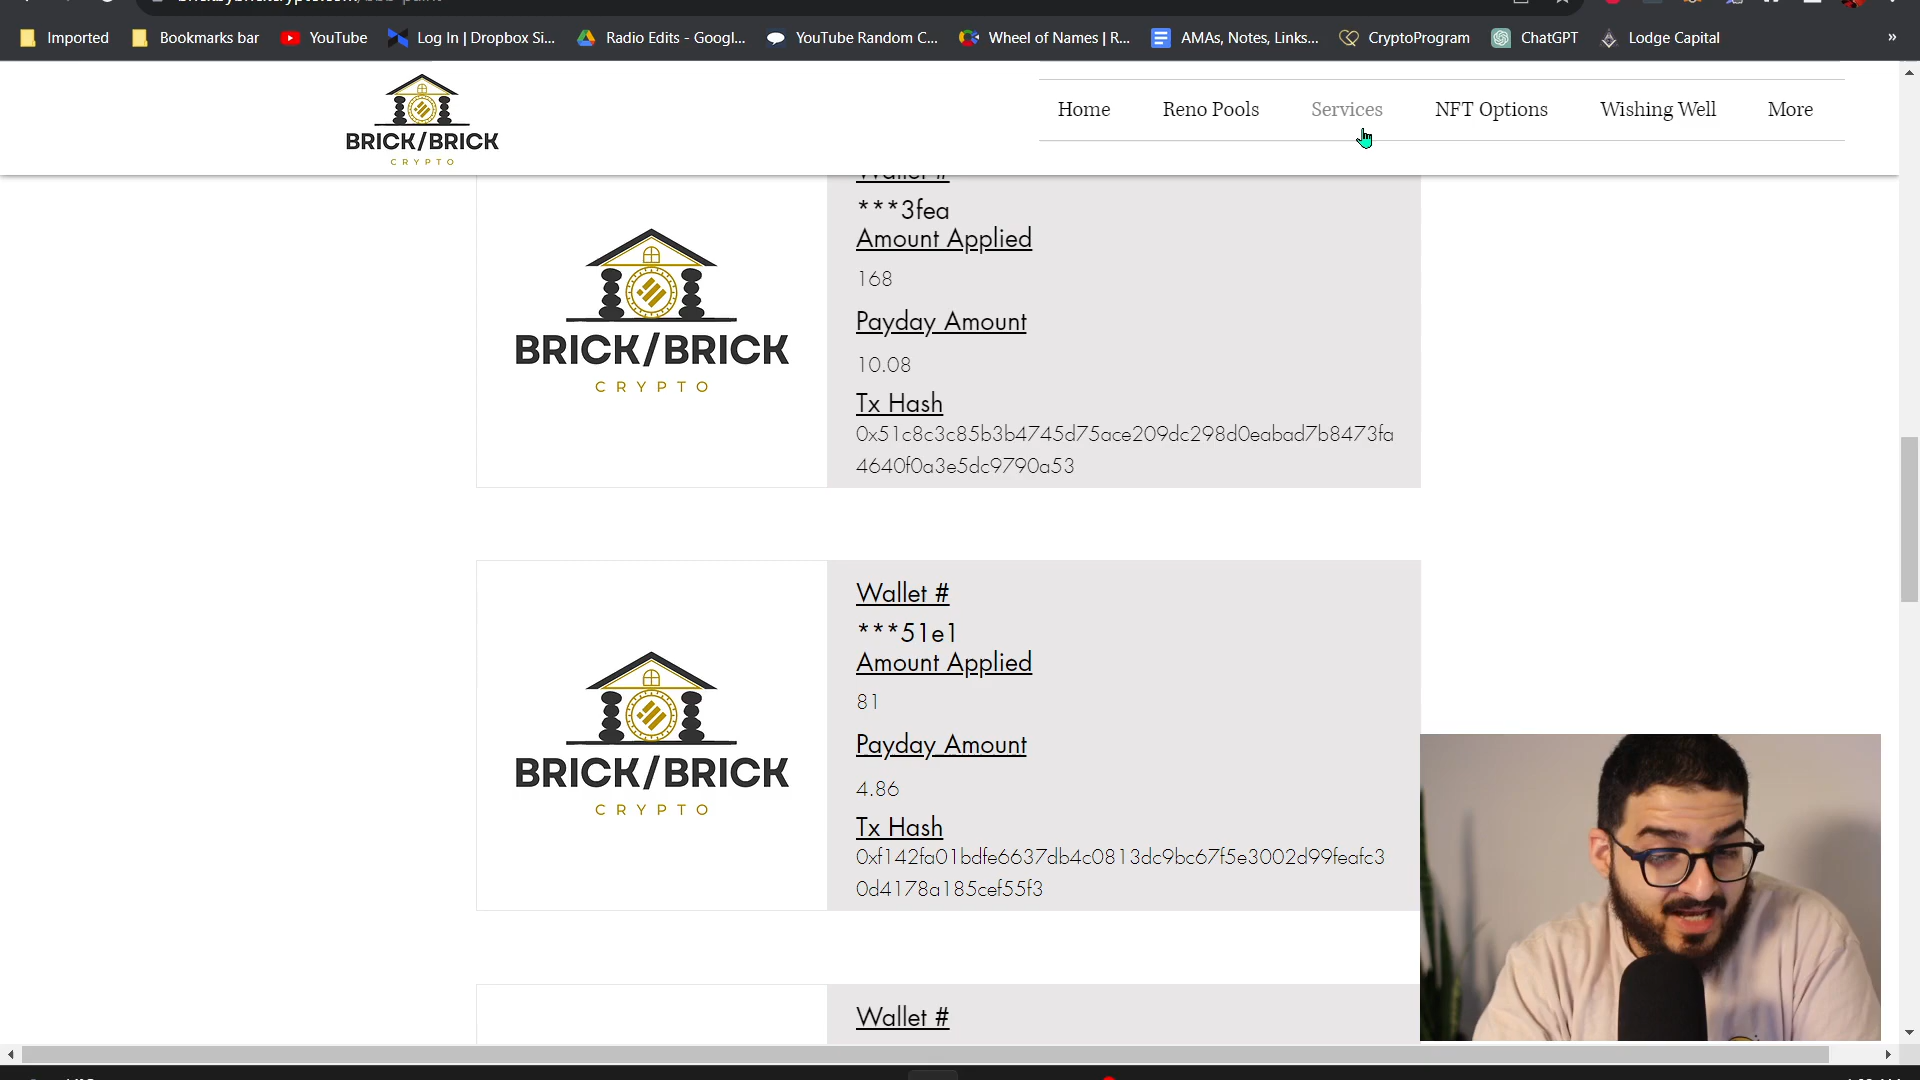 Imported
Bookmarks bar
YouTube
Log In | Dropbox Si...
Radio Edits - Googl...
YouTube Random C...
Wheel of Names | R...
AMAs, Notes, Links...
CryptoProgram
ChatGPT
Lodge Capital
»
BRICK/BRICK
CRYPTO
Home
Reno Pools
Services
NFT Options
Wishing Well
More
Wallet #
***3fea
Amount Applied
168
Payday Amount
10.08
Tx Hash
0x51c8c3c85b3b4745d75ace209dc298d0eabad7b8473fa
4640f0a3e5dc9790a53
BRICK/BRICK
CRYPTO
Wallet #
***51e1
Amount Applied
81
Payday Amount
4.86
Tx Hash
0xf142fa01bdfe6637db4c0813dc9bc67f5e3002d99feafc3
0d4178a185cef55f3
BRICK/BRICK
CRYPTO
Wallet #